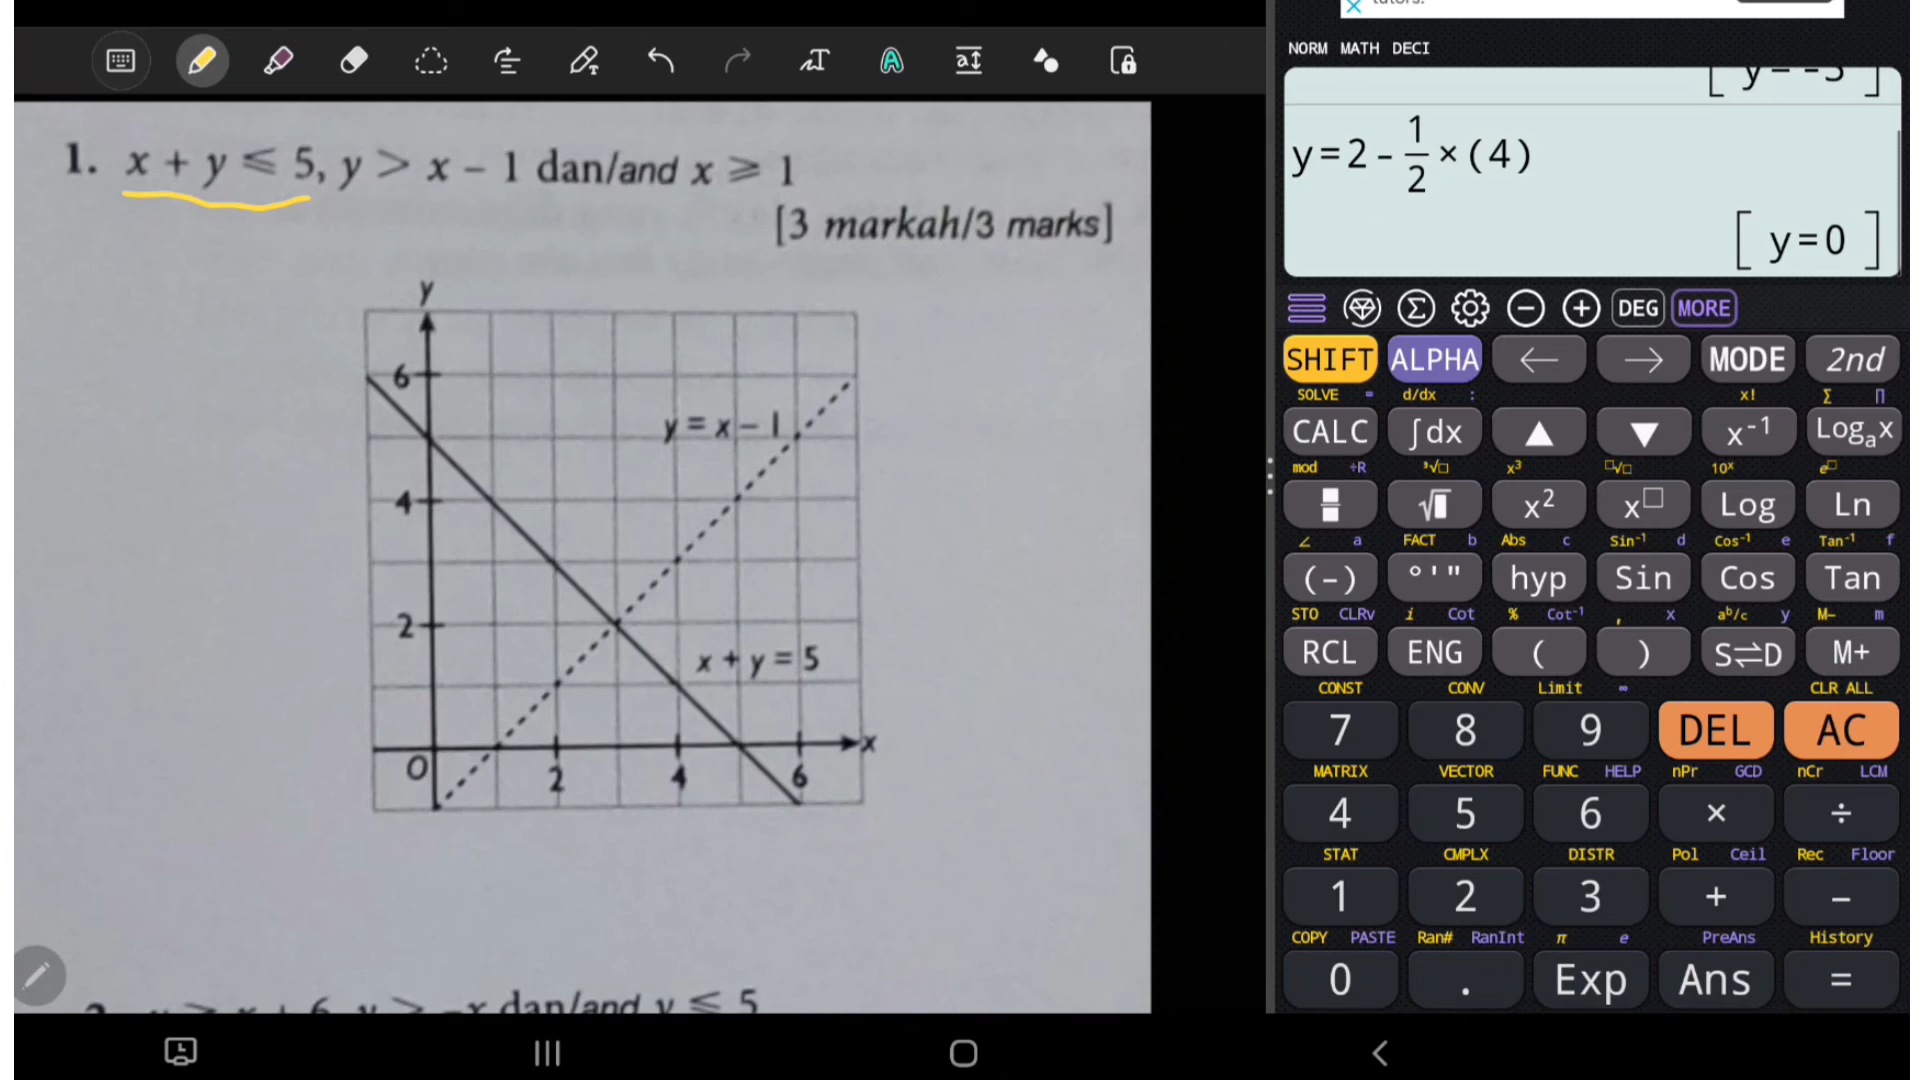 tutors.
NORM MATH DECI
1. x + y ⩽ 5, y > x – 1 dan/and x ⩾ 1
[3 markah/3 marks]
y
6
4
2
O
2
4
6
x
y = x – 1
x + y = 5
dan/and y ⩽ 5
y=2-1/2×(4)
[ y=0 ]
DEG MORE
SHIFT ALPHA ← → MODE 2nd
SOLVE = d/dx : x! Σ ∏
CALC ∫dx ▲ ▼ x⁻¹ Logₐx
mod ÷R ³√□ x³ □√□ 10ˣ e□
√ x² x□ Log Ln
∠ a FACT b Abs c Sin⁻¹ d Cos⁻¹ e Tan⁻¹ f
(-) °'" hyp Sin Cos Tan
STO CLRv i Cot % Cot⁻¹ , x aᵇ/c y M- m
RCL ENG ( ) S⇌D M+
CONST CONV Limit ∞ CLR ALL
7 8 9 DEL AC
MATRIX VECTOR FUNC HELP nPr GCD nCr LCM
4 5 6 × ÷
STAT CMPLX DISTR Pol Ceil Rec Floor
1 2 3 + −
COPY PASTE Ran# RanInt π e PreAns History
0 . Exp Ans =